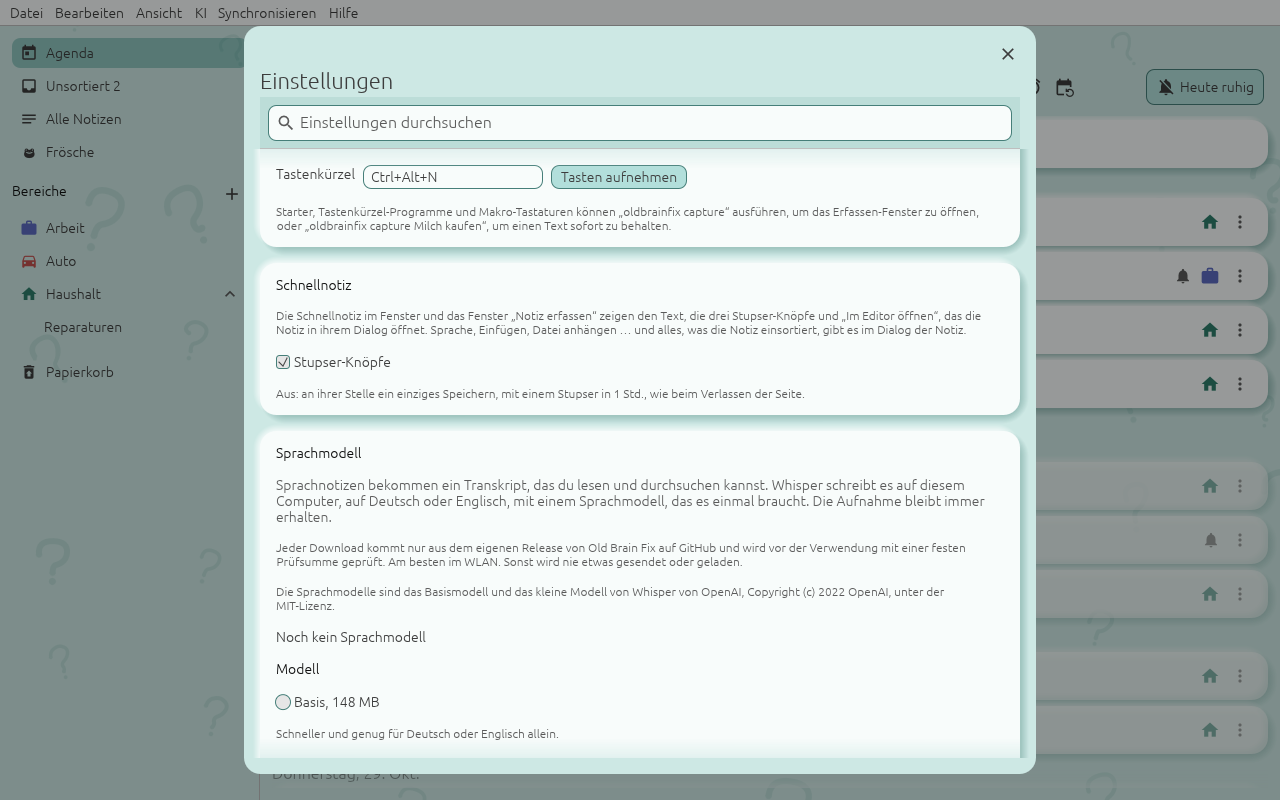 Datei Bearbeiten Ansicht KI Synchronisieren Hilfe
Agenda
Unsortiert 2
Alle Notizen
Frösche
Bereiche
Arbeit
Auto
Haushalt
Reparaturen
Papierkorb
Heute ruhig
Einstellungen
Einstellungen durchsuchen
Tastenkürzel Ctrl+Alt+N Tasten aufnehmen
Starter, Tastenkürzel-Programme und Makro-Tastaturen können „oldbrainfix capture“ ausführen, um das Erfassen-Fenster zu öffnen,
oder „oldbrainfix capture Milch kaufen“, um einen Text sofort zu behalten.
Schnellnotiz
Die Schnellnotiz im Fenster und das Fenster „Notiz erfassen“ zeigen den Text, die drei Stupser-Knöpfe und „Im Editor öffnen“, das die
Notiz in ihrem Dialog öffnet. Sprache, Einfügen, Datei anhängen … und alles, was die Notiz einsortiert, gibt es im Dialog der Notiz.
Stupser-Knöpfe
Aus: an ihrer Stelle ein einziges Speichern, mit einem Stupser in 1 Std., wie beim Verlassen der Seite.
Sprachmodell
Sprachnotizen bekommen ein Transkript, das du lesen und durchsuchen kannst. Whisper schreibt es auf diesem
Computer, auf Deutsch oder Englisch, mit einem Sprachmodell, das es einmal braucht. Die Aufnahme bleibt immer
erhalten.
Jeder Download kommt nur aus dem eigenen Release von Old Brain Fix auf GitHub und wird vor der Verwendung mit einer festen
Prüfsumme geprüft. Am besten im WLAN. Sonst wird nie etwas gesendet oder geladen.
Die Sprachmodelle sind das Basismodell und das kleine Modell von Whisper von OpenAI, Copyright (c) 2022 OpenAI, unter der
MIT-Lizenz.
Noch kein Sprachmodell
Modell
Basis, 148 MB
Schneller und genug für Deutsch oder Englisch allein.
Donnerstag, 29. Okt.